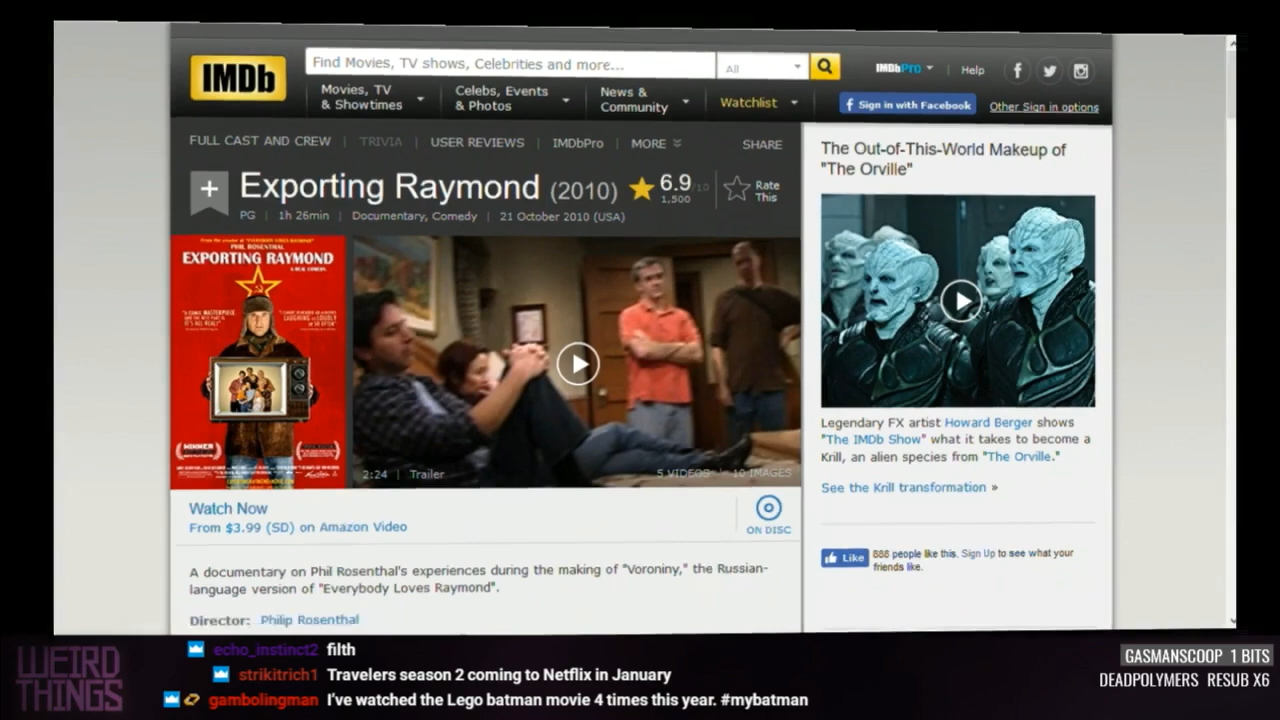 IMDb
Find Movies, TV shows, Celebrities and more...
All
IMDbPro
Help
Movies, TV
& Showtimes
Celebs, Events
& Photos
News &
Community
Watchlist
f Sign in with Facebook
Other Sign in options
FULL CAST AND CREW | TRIVIA | USER REVIEWS | IMDbPro | MORE
SHARE
+ Exporting Raymond (2010)
6.9/10
1,500
Rate
This
PG | 1h 26min | Documentary, Comedy | 21 October 2010 (USA)
PHIL ROSENTHAL
EXPORTING RAYMOND
WINNER
2:24 | Trailer
5 VIDEOS | 10 IMAGES
Watch Now
From $3.99 (SD) on Amazon Video
ON DISC
A documentary on Phil Rosenthal's experiences during the making of "Voroniny," the Russian-
language version of "Everybody Loves Raymond".
Director: Philip Rosenthal
The Out-of-This-World Makeup of
"The Orville"
Legendary FX artist Howard Berger shows
"The IMDb Show" what it takes to become a
Krill, an alien species from "The Orville."
See the Krill transformation »
Like
888 people like this. Sign Up to see what your
friends like.
WEIRD
THINGS
echo_instinct2 filth
strikitrich1 Travelers season 2 coming to Netflix in January
gambolingman I've watched the Lego batman movie 4 times this year. #mybatman
GASMANSCOOP 1 BITS
DEADPOLYMERS RESUB X6